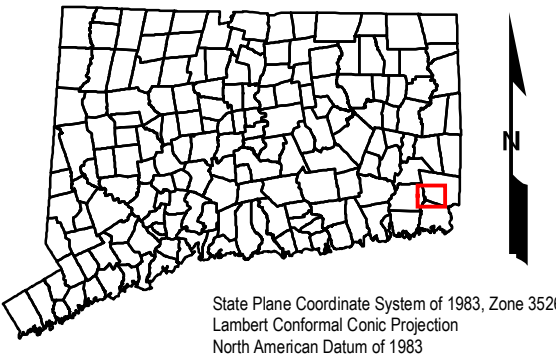 N
State Plane Coordinate System of 1983, Zone 3526
Lambert Conformal Conic Projection
North American Datum of 1983